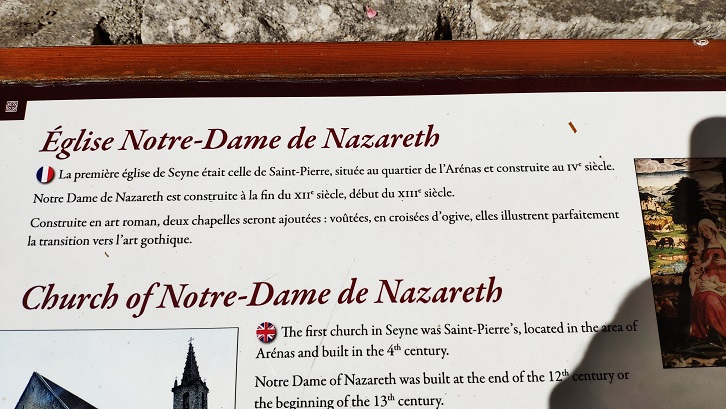 Église Notre-Dame de Nazareth
La première église de Seyne était celle de Saint-Pierre, située au quartier de l'Arénas et construite au IVe siècle.
Notre Dame de Nazareth est construite à la fin du XIIe siècle, début du XIIIe siècle.
Construite en art roman, deux chapelles seront ajoutées : voûtées, en croisées d'ogive, elles illustrent parfaitement
la transition vers l'art gothique.
Church of Notre-Dame de Nazareth
The first church in Seyne was Saint-Pierre's, located in the area of
Arénas and built in the 4th century.
Notre Dame of Nazareth was built at the end of the 12th century or
the beginning of the 13th century.